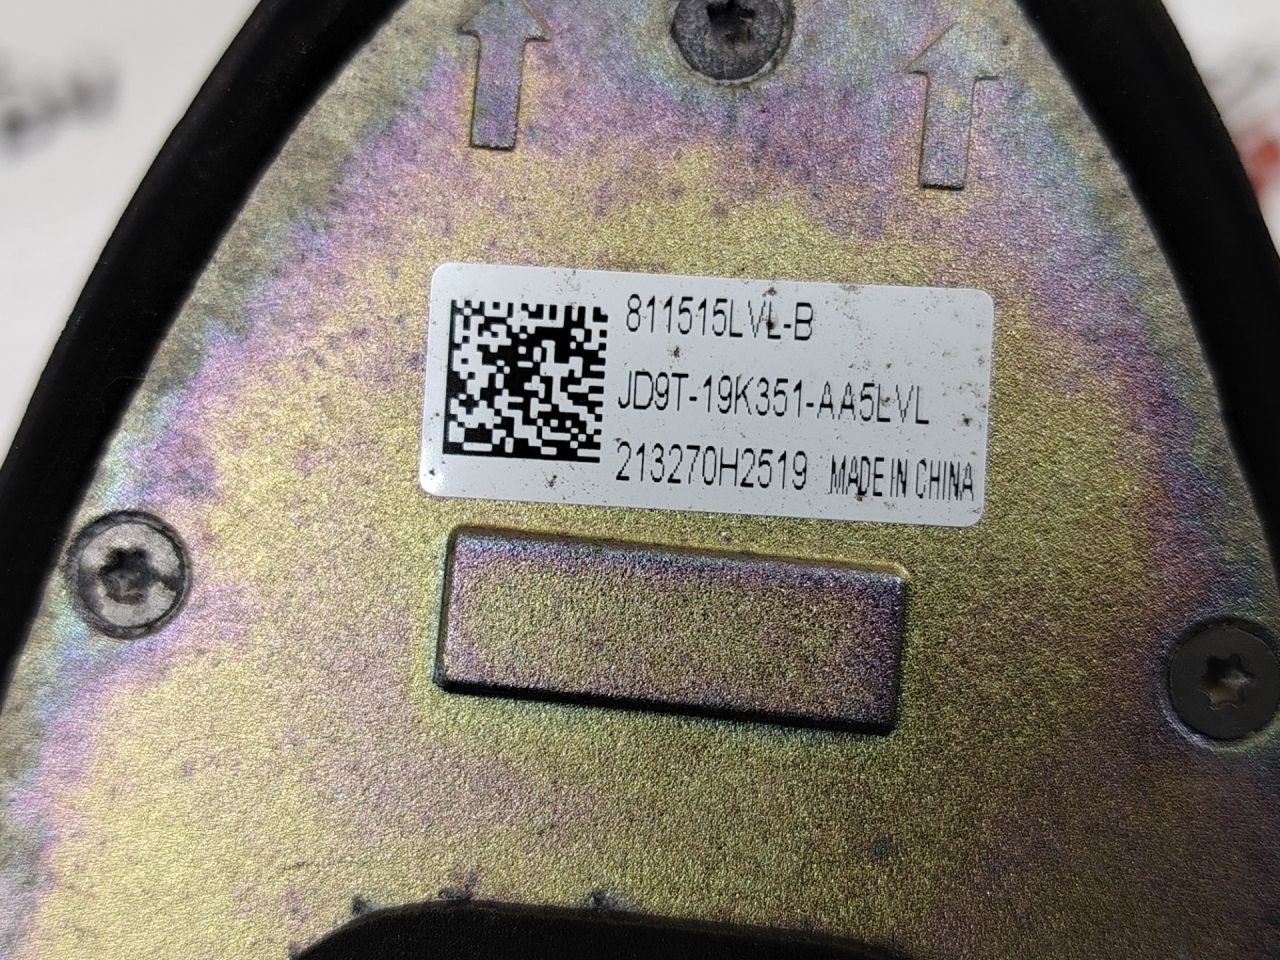 811515LVL-B
JD9T-19K351-AA5LVL
213270H2519 MADE IN CHINA